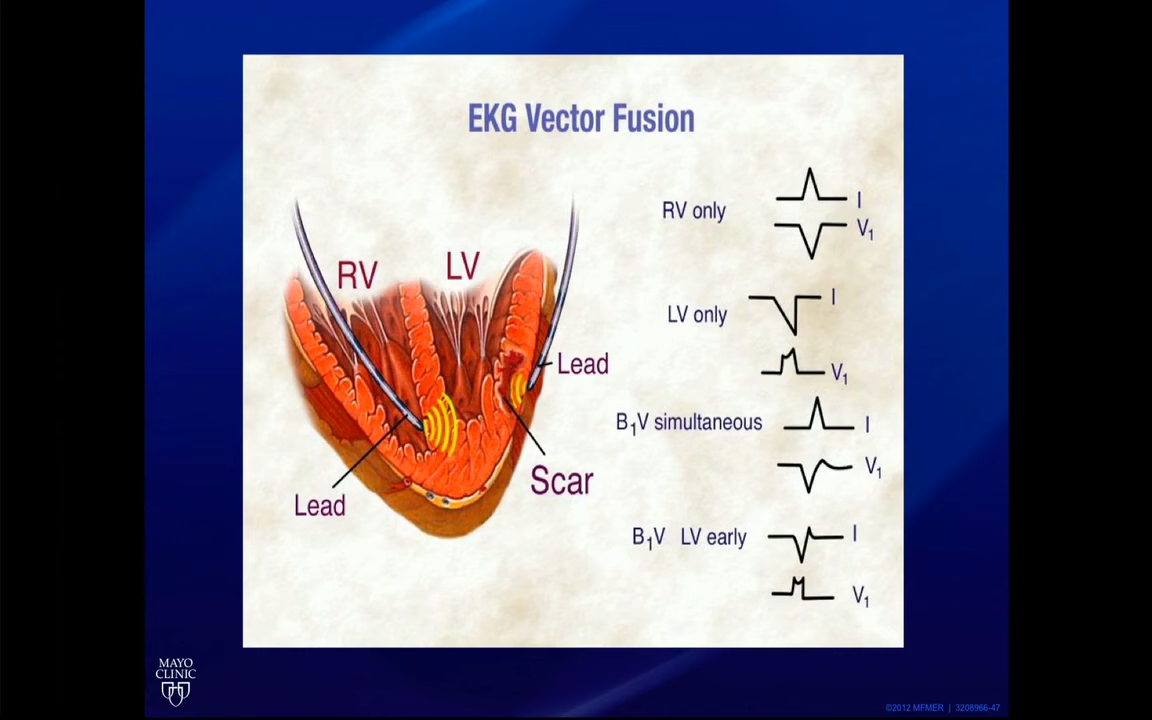 EKG Vector Fusion
RV
LV
Lead
Scar
Lead
RV only
I
V1
LV only
I
V1
B1V simultaneous
I
V1
B1V LV early
I
V1
MAYO
CLINIC
©2012 MFMER | 3208966-47